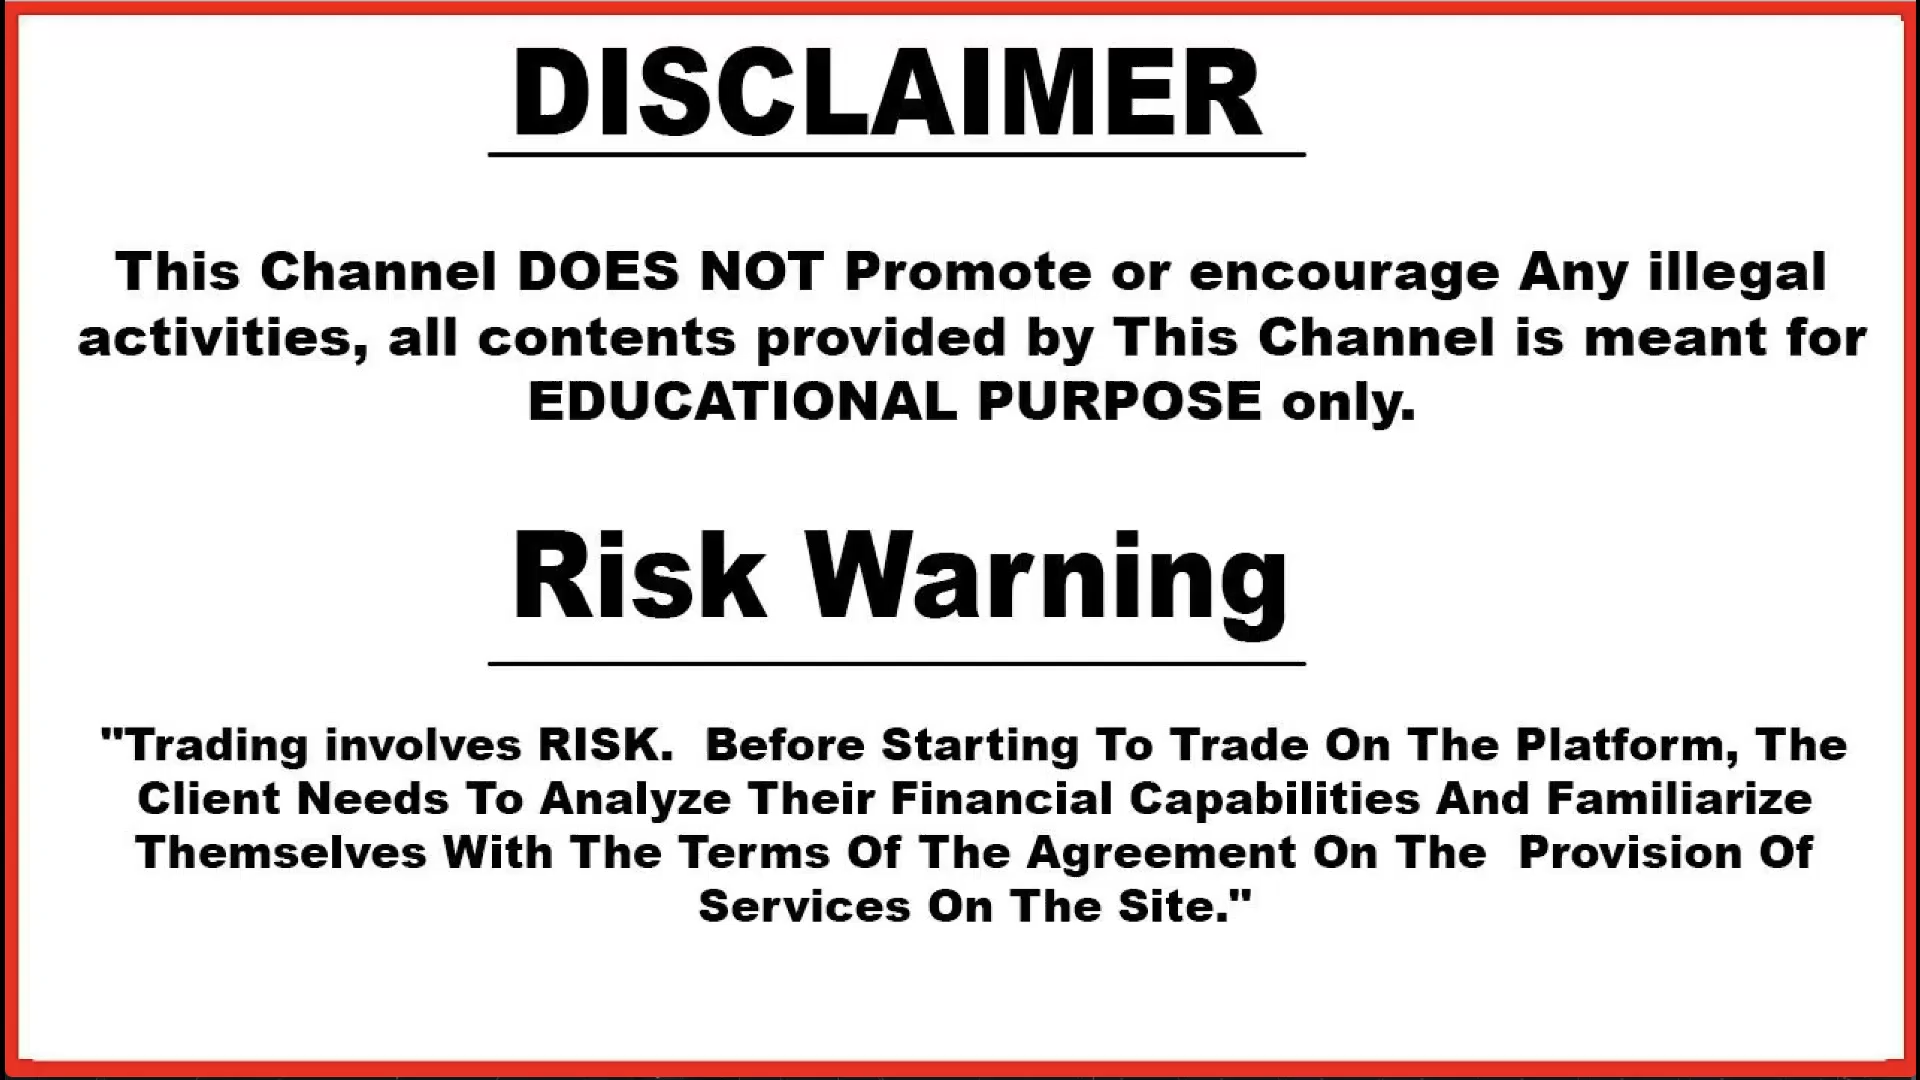 DISCLAIMER
This Channel DOES NOT Promote or encourage Any illegal
activities, all contents provided by This Channel is meant for
EDUCATIONAL PURPOSE only.
Risk Warning
"Trading involves RISK.  Before Starting To Trade On The Platform, The
Client Needs To Analyze Their Financial Capabilities And Familiarize
Themselves With The Terms Of The Agreement On The  Provision Of
Services On The Site."